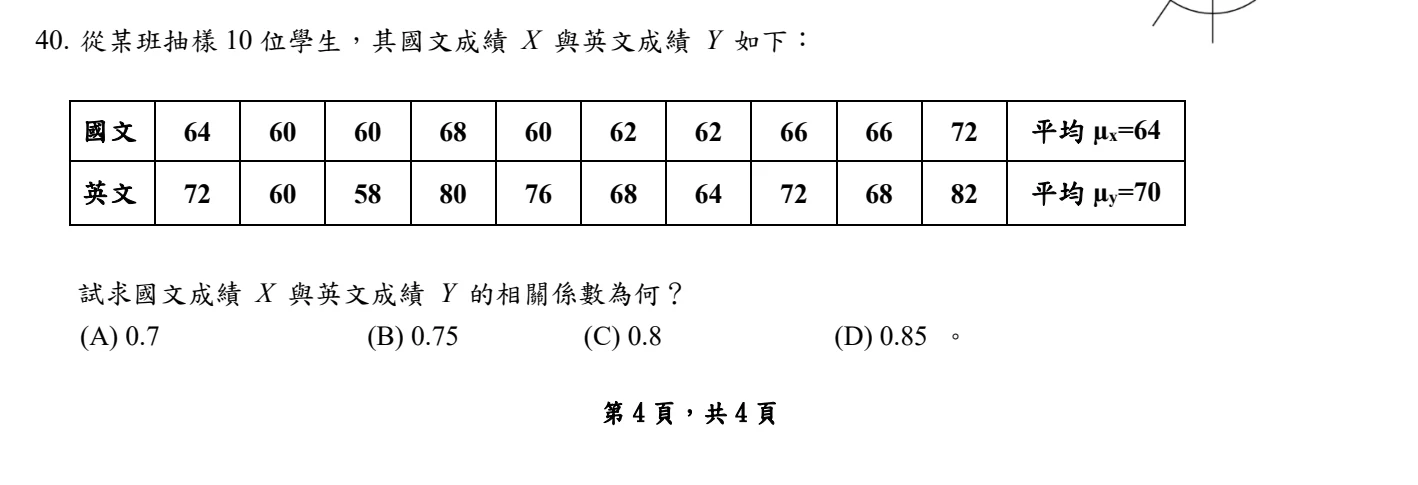 40. 從某班抽樣 10 位學生，其國文成績 X 與英文成績 Y 如下：
國文 64 60 60 68 60 62 62 66 66 72 平均 μx=64
英文 72 60 58 80 76 68 64 72 68 82 平均 μy=70
試求國文成績 X 與英文成績 Y 的相關係數為何？
(A) 0.7 (B) 0.75 (C) 0.8 (D) 0.85 。
第 4 頁，共 4 頁